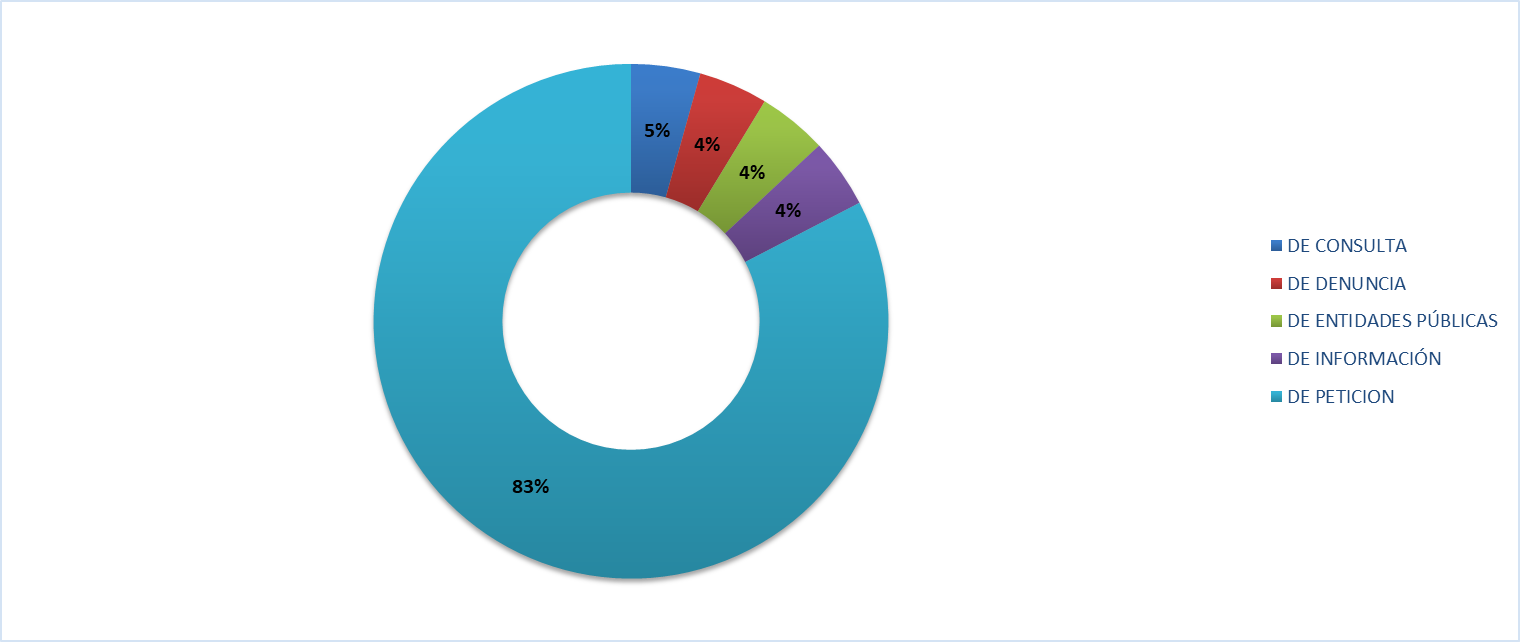 5%
4%
4%
4%
83%
DE CONSULTA
DE DENUNCIA
DE ENTIDADES PÚBLICAS
DE INFORMACIÓN
DE PETICION